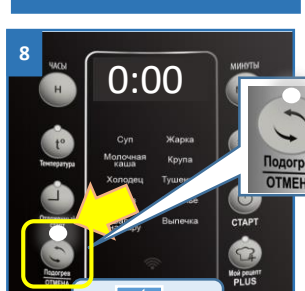 8
ЧАСЫ
МИНУТЫ
0:00
H
t°
Температура
Суп
Жарка
Молочная
каша
Крупа
Холодец
Выпечка
СТАРТ
Подогрев
ОТМЕНА
Мой рецепт
PLUS
Подогре
ОТМЕН